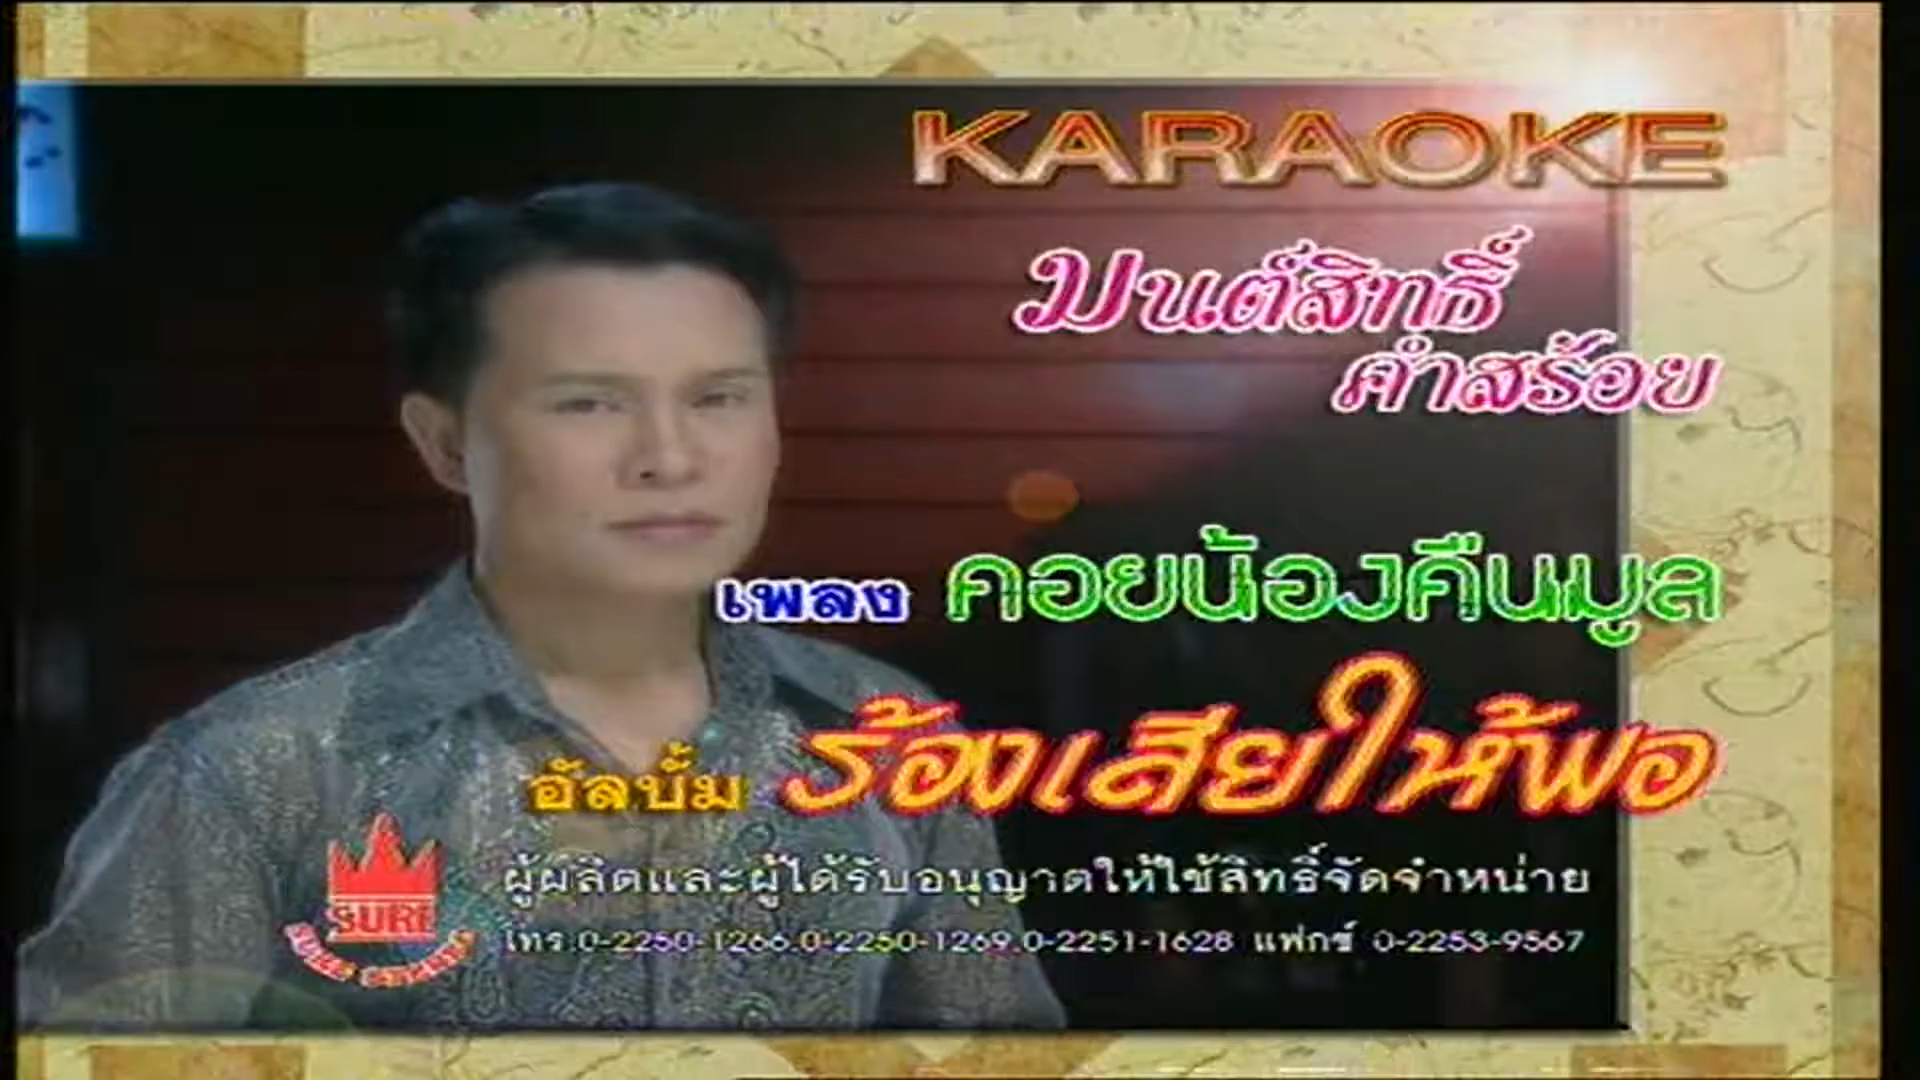 KARAOKE
มนต์สิทธิ์
คำสร้อย
เพลง คอยน้องคืนมูล
อัลบั้ม ร้องเสียให้พอ
ผู้ผลิตและผู้ได้รับอนุญาตให้ใช้สิทธิ์จัดจำหน่าย
SURE
โทร.0-2250-1266,0-2250-1269,0-2251-1628 แฟกซ์ 0-2253-9567